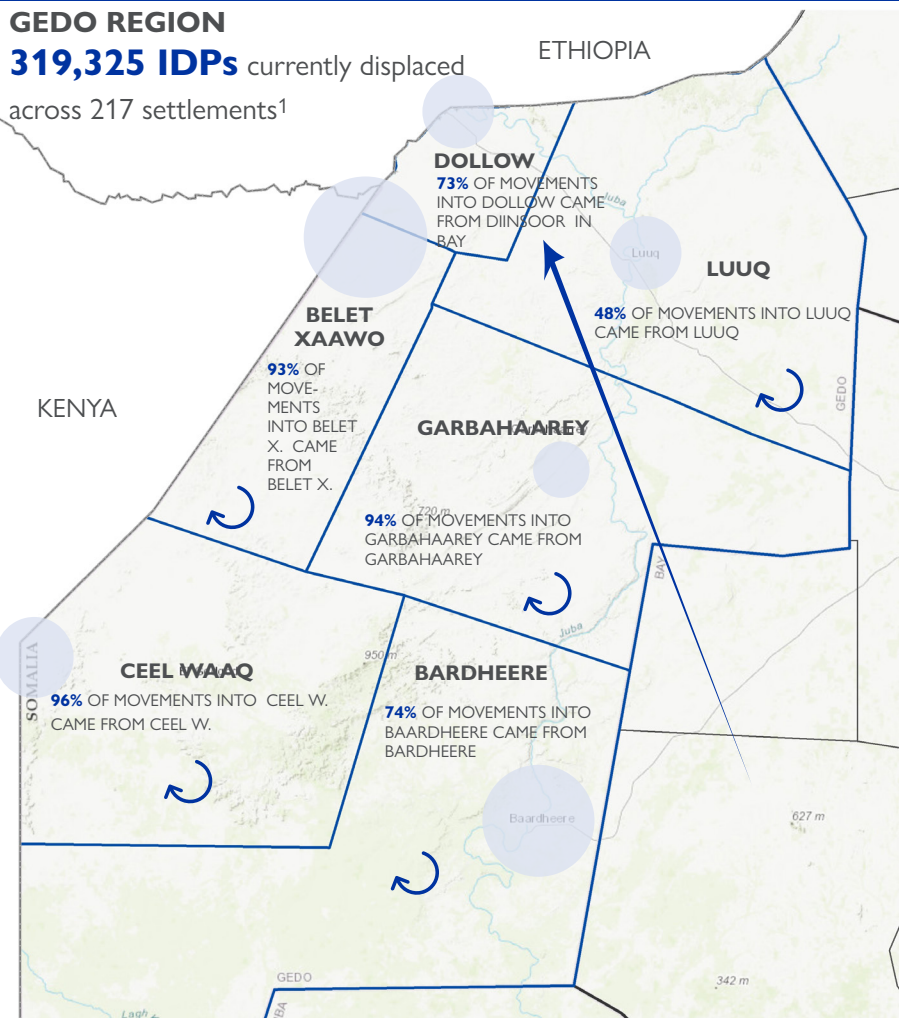 GEDO REGION
319,325 IDPs currently displaced
across 217 settlements¹
ETHIOPIA
DOLLOW
73% OF MOVEMENTS
INTO DOLLOW CAME
FROM DIINSOOR IN
BAY
Juba
Luuq
LUUQ
48% OF MOVEMENTS INTO LUUQ
CAME FROM LUUQ
BELET
XAAWO
93% OF
MOVE-
MENTS
INTO BELET
X. CAME
FROM
BELET X.
KENYA
GEDO
GARBAHAAREY
720 m
94% OF MOVEMENTS INTO
GARBAHAAREY CAME FROM
GARBAHAAREY
BAY
Juba
950 m
SOMALIA
CEEL WAAQ
96% OF MOVEMENTS INTO CEEL W.
CAME FROM CEEL W.
BARDHEERE
74% OF MOVEMENTS INTO
BAARDHEERE CAME FROM
BARDHEERE
Baardheere
627 m
GEDO
342 m
BA
Lagh